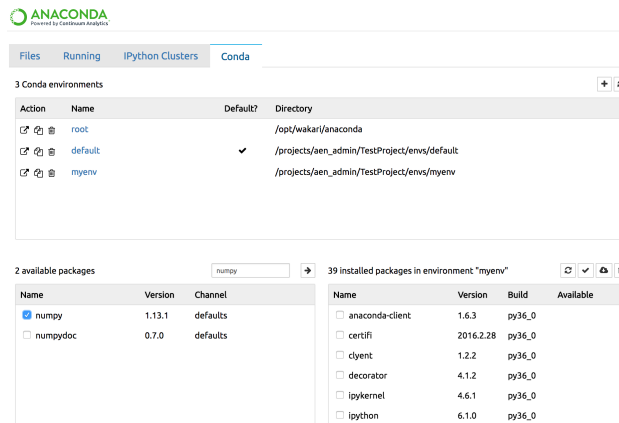 ANACONDA
Powered by Continuum Analytics
Files Running IPython Clusters Conda
3 Conda environments
Action Name Default? Directory
root /opt/wakari/anaconda
default /projects/aen_admin/TestProject/envs/default
myenv /projects/aen_admin/TestProject/envs/myenv
2 available packages numpy 39 installed packages in environment "myenv"
Name Version Channel Name Version Build Available
numpy 1.13.1 defaults anaconda-client 1.6.3 py36_0
numpydoc 0.7.0 defaults certifi 2016.2.28 py36_0
clyent 1.2.2 py36_0
decorator 4.1.2 py36_0
ipykernel 4.6.1 py36_0
ipython 6.1.0 py36_0